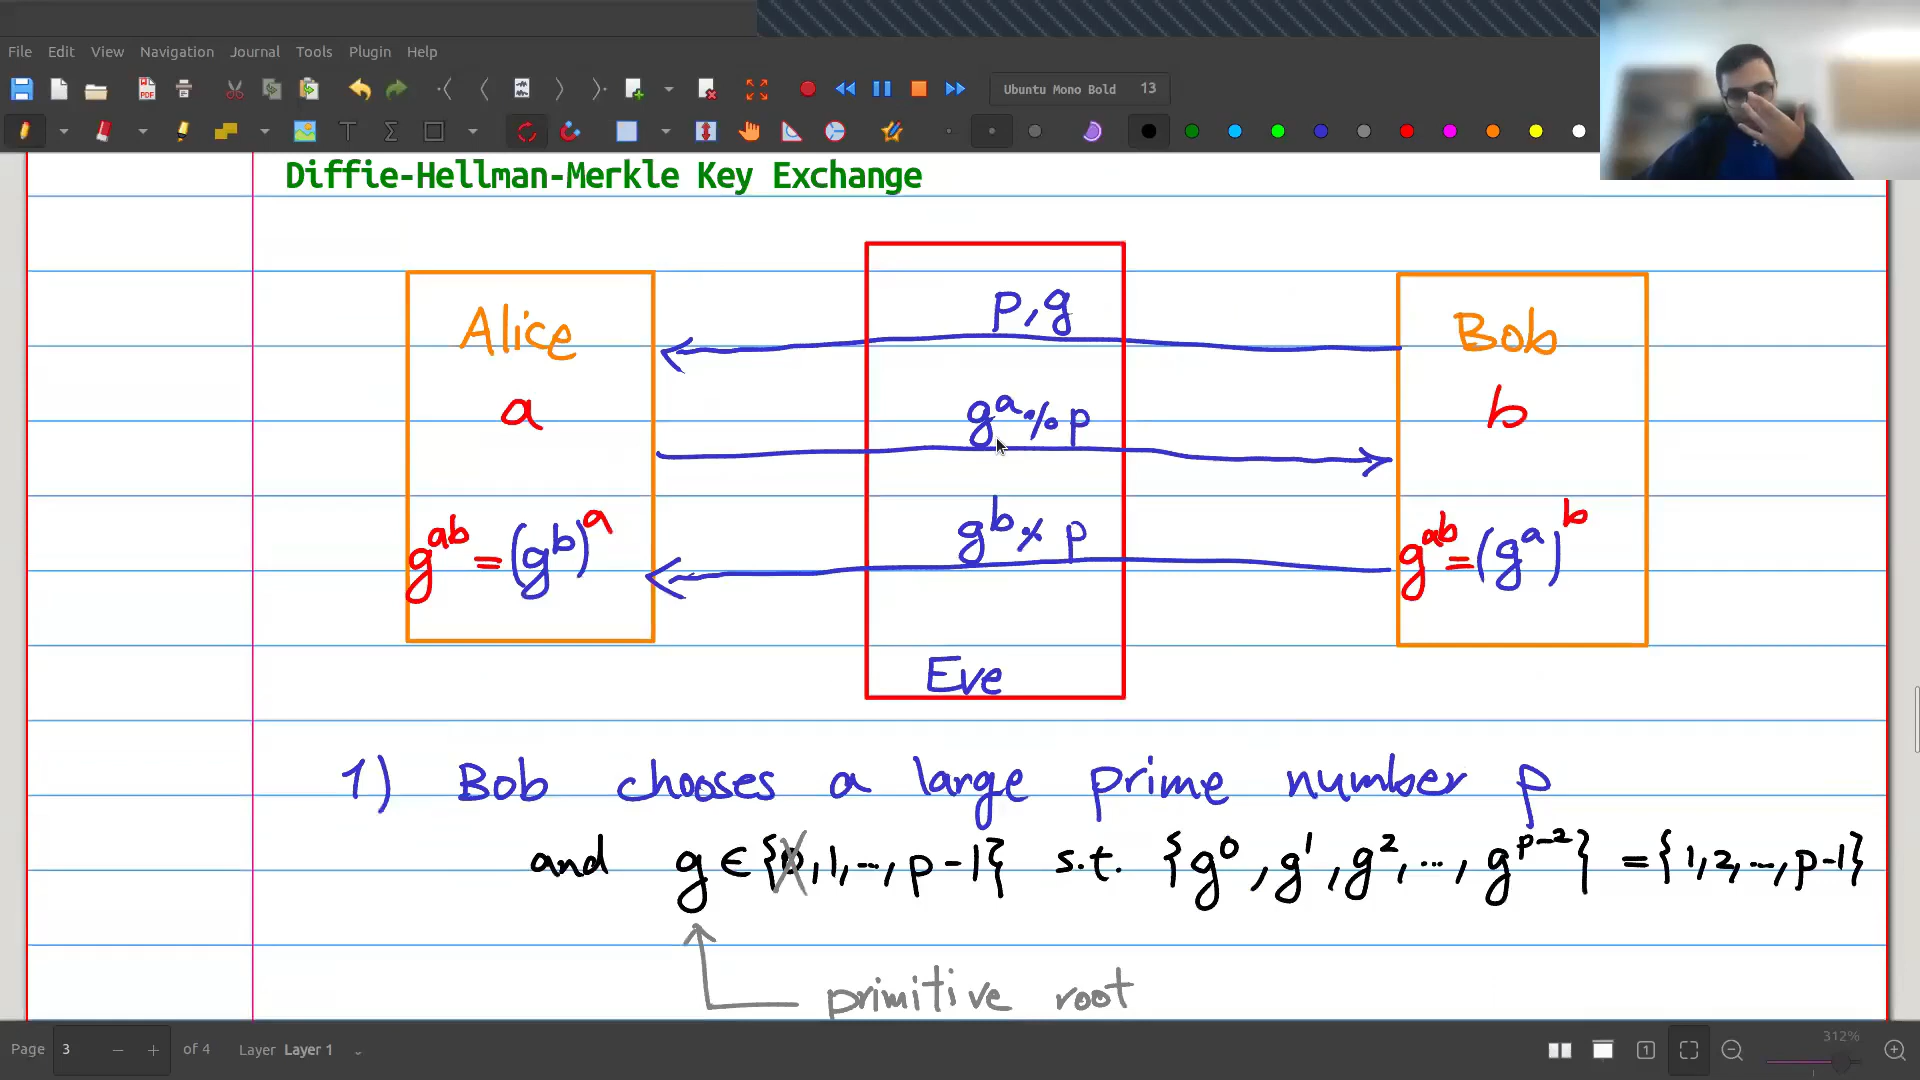 File Edit View Navigation Journal Tools Plugin Help
PDF
Ubuntu Mono Bold 13
Diffie-Hellman-Merkle Key Exchange
p, g
Alice
Bob
a
g^a % p
b
g^ab = (g^b)^a
g^b % p
g^ab = (g^a)^b
Eve
1) Bob chooses a large prime number p
and g ∈ {0, 1, .., p-1} s.t. {g^0, g^1, g^2, ..., g^p-2} = {1, 2, .., p-1}
primitive root
Page 3 of 4 Layer Layer 1
1
312%